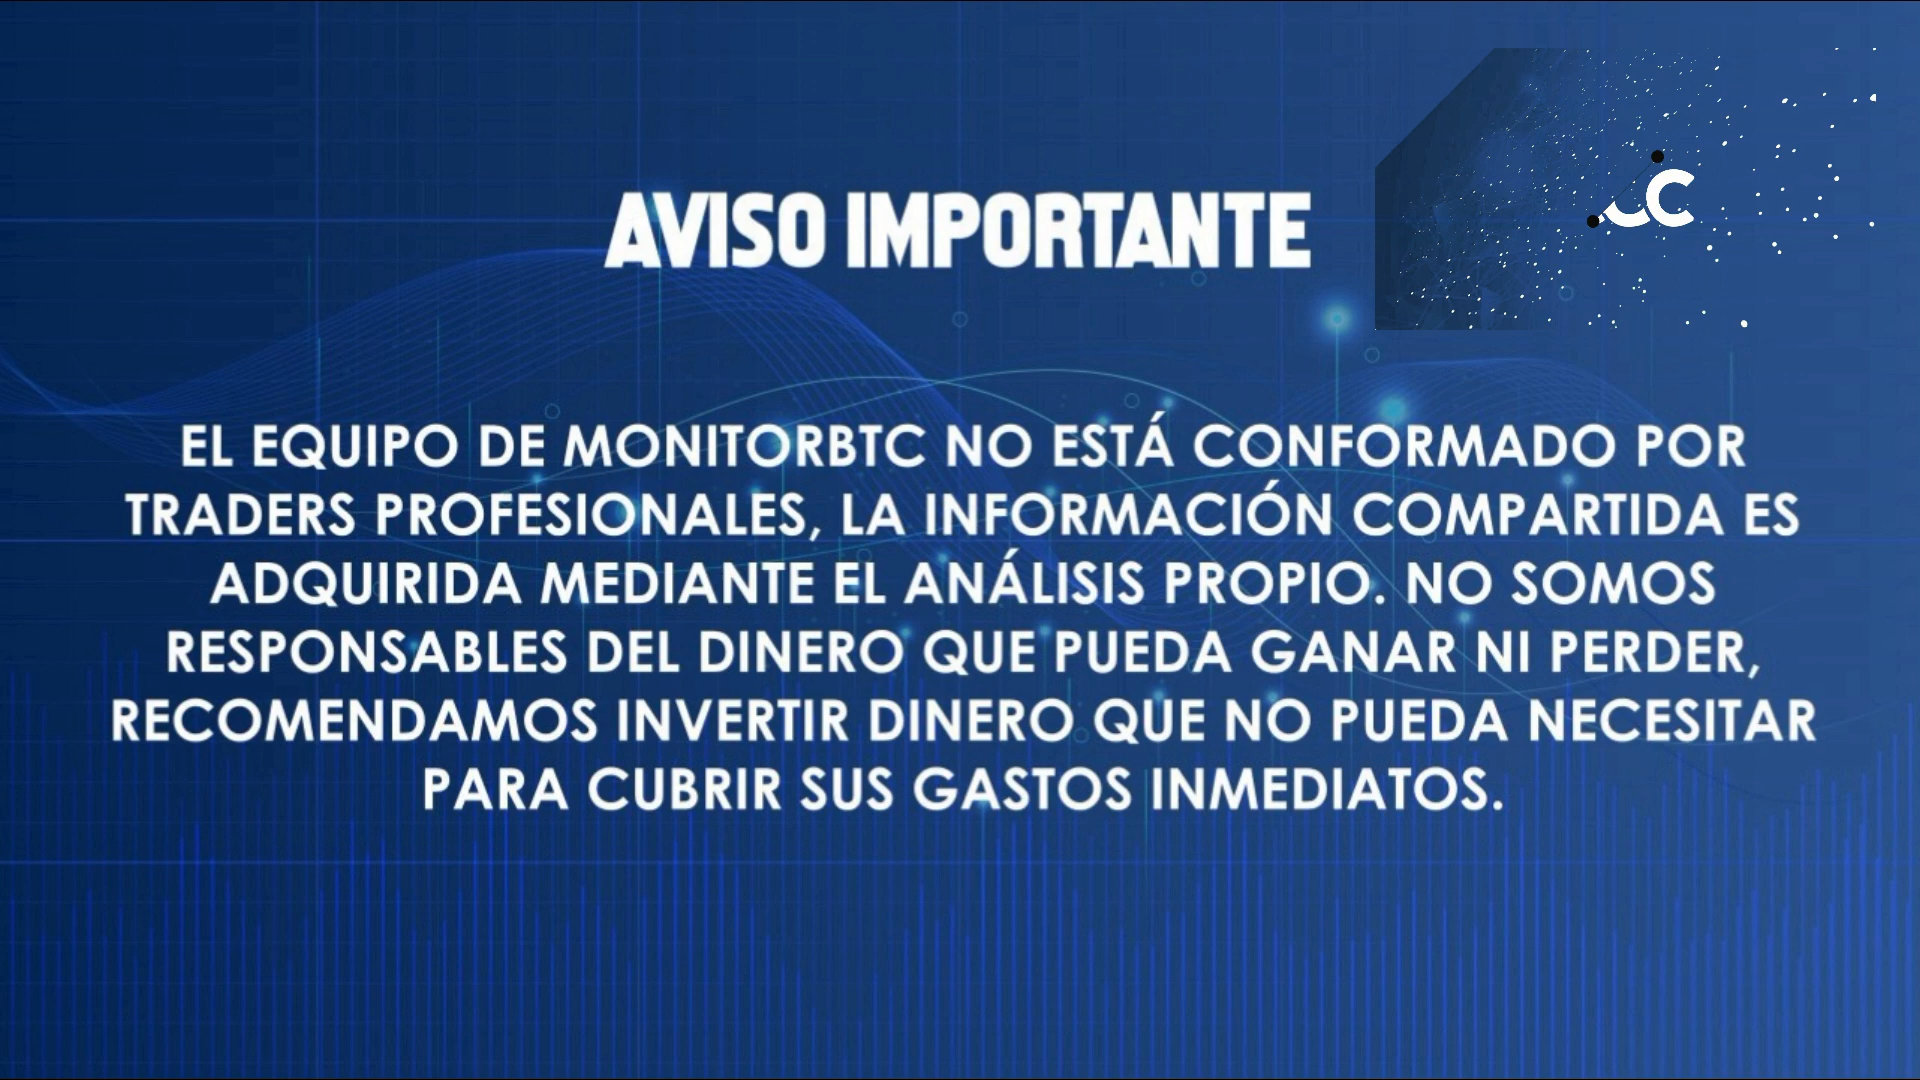 AVISO IMPORTANTE
EL EQUIPO DE MONITORBTC NO ESTÁ CONFORMADO POR
TRADERS PROFESIONALES, LA INFORMACIÓN COMPARTIDA ES
ADQUIRIDA MEDIANTE EL ANÁLISIS PROPIO. NO SOMOS
RESPONSABLES DEL DINERO QUE PUEDA GANAR NI PERDER,
RECOMENDAMOS INVERTIR DINERO QUE NO PUEDA NECESITAR
PARA CUBRIR SUS GASTOS INMEDIATOS.